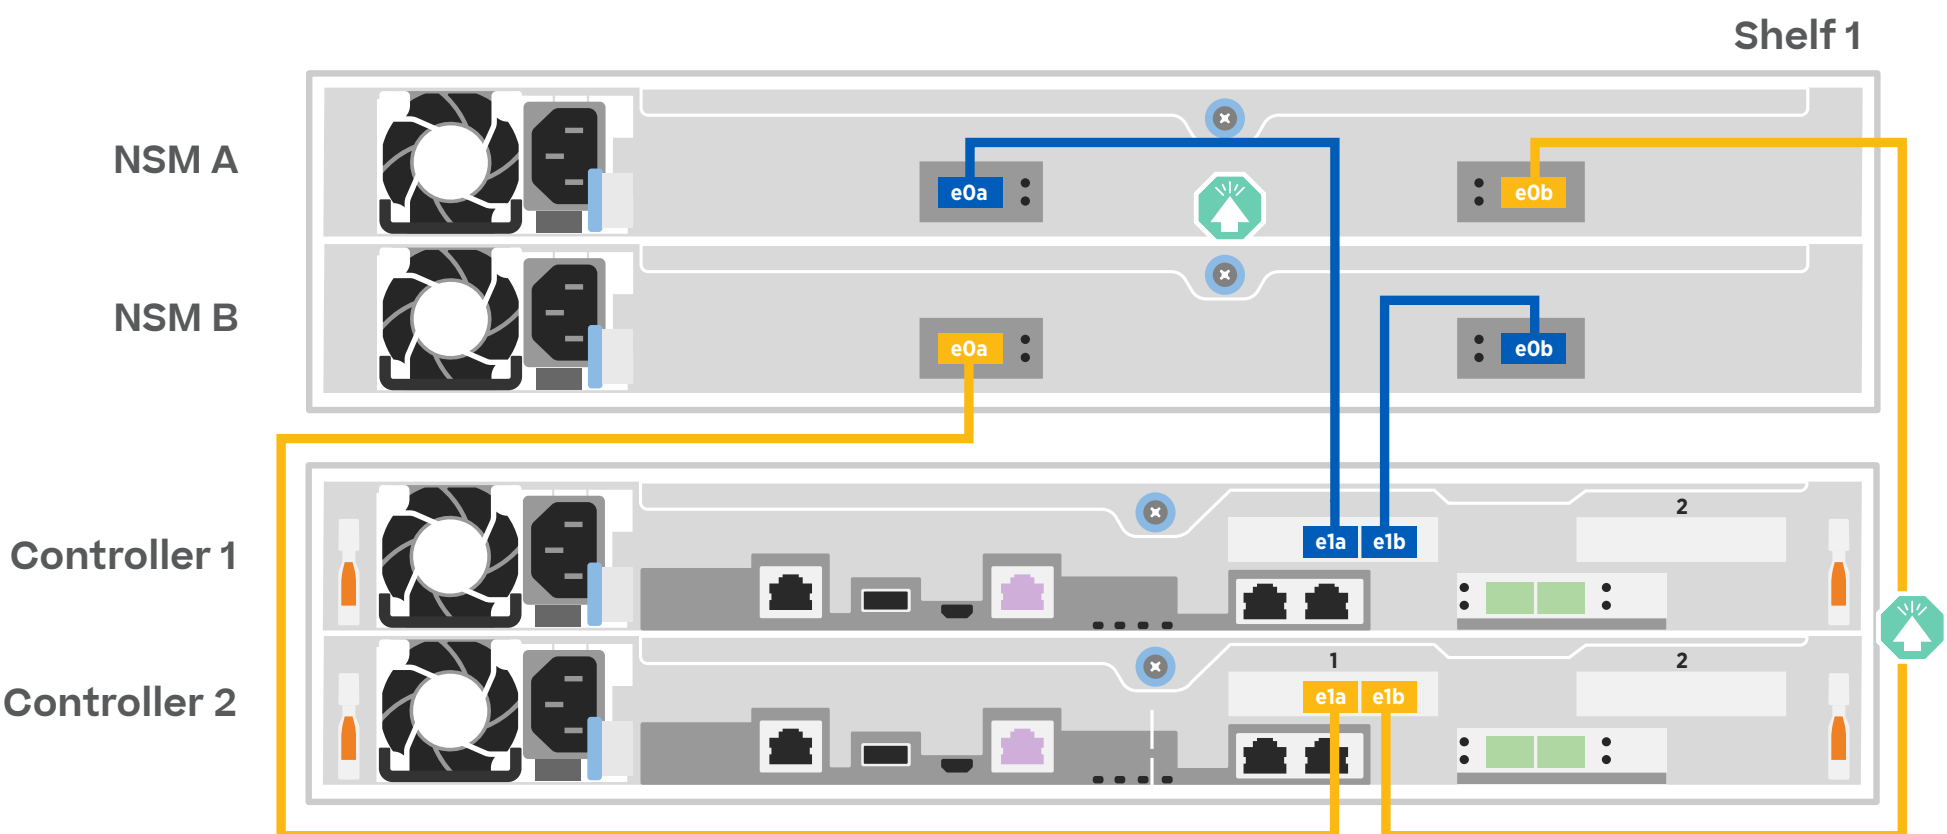 Shelf 1
NSM A
e0a
e0b
NSM B
e0a
e0b
2
Controller 1
e1a
e1b
1
2
Controller 2
e1a
e1b